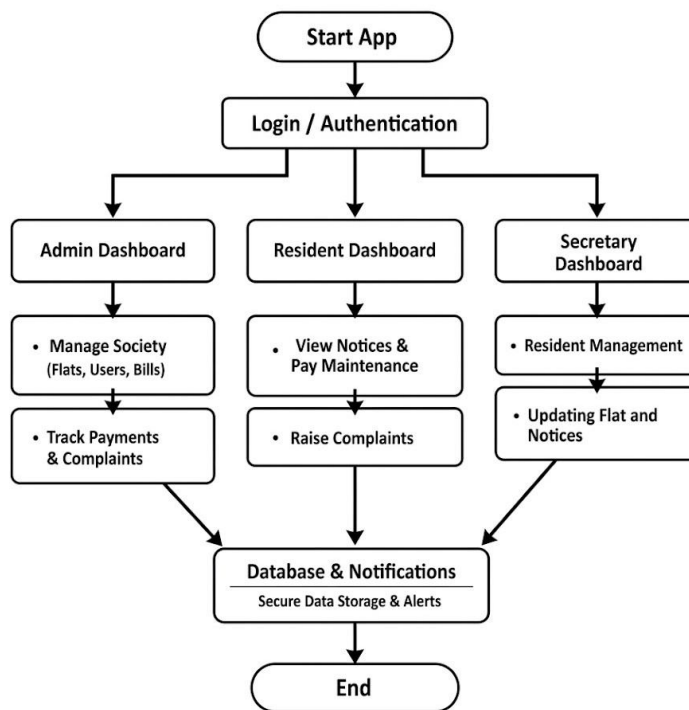 Start App
Login / Authentication
Admin Dashboard
Resident Dashboard
Secretary
Dashboard
• Manage Society
(Flats, Users, Bills)
• View Notices &
Pay Maintenance
• Resident Management
• Track Payments
& Complaints
• Raise Complaints
• Updating Flat and
Notices
Database & Notifications
Secure Data Storage & Alerts
End